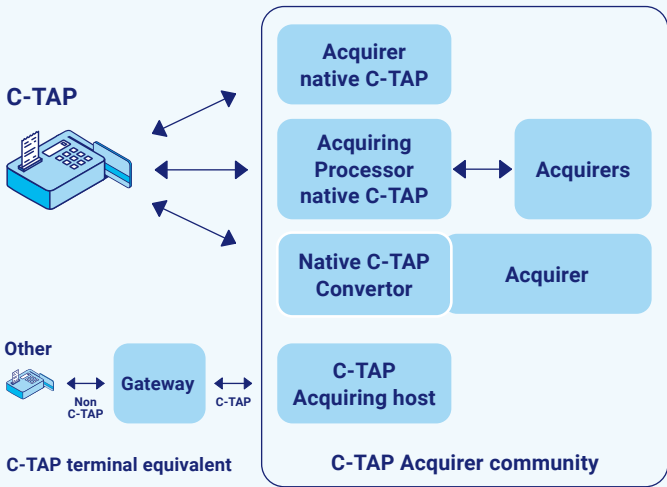 C-TAP
Acquirer
native C-TAP
Acquiring
Processor
native C-TAP
Acquirers
Native C-TAP
Convertor
Acquirer
Other
Non
C-TAP
Gateway
C-TAP
C-TAP
Acquiring host
C-TAP terminal equivalent
C-TAP Acquirer community